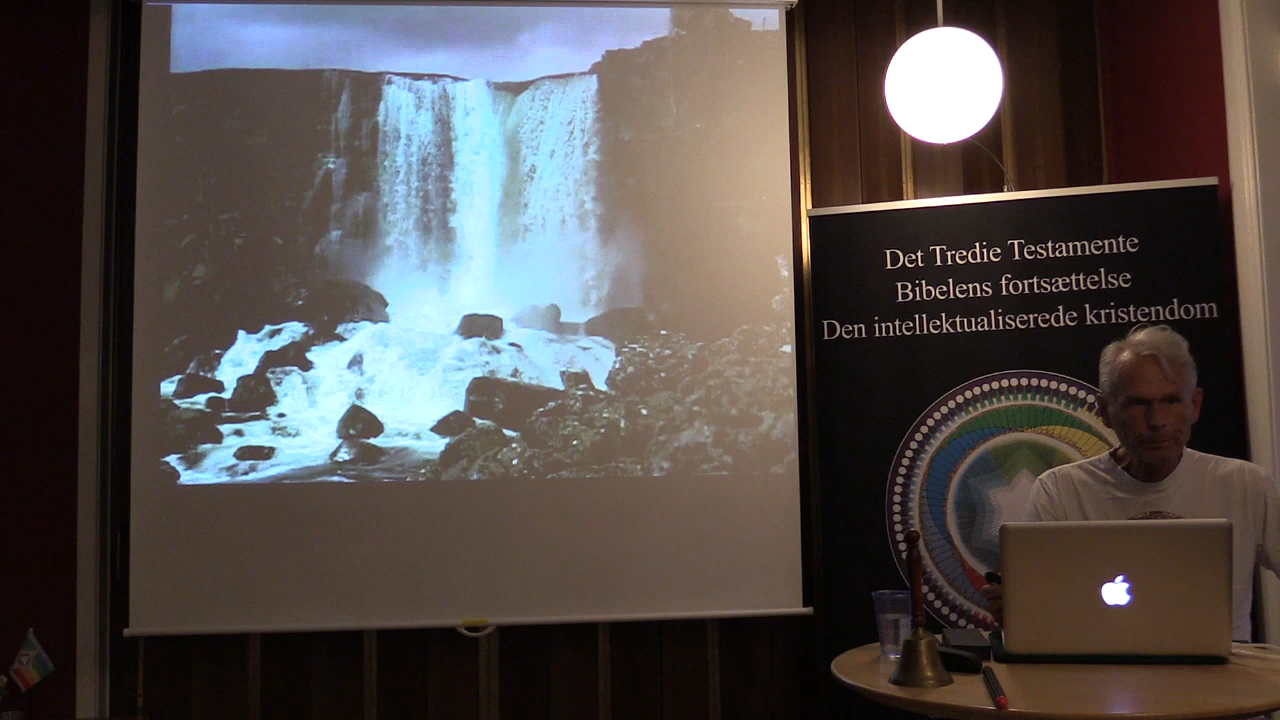 Det Tredie Testamente
Bibelens fortsættelse
Den intellektualiserede kristendom